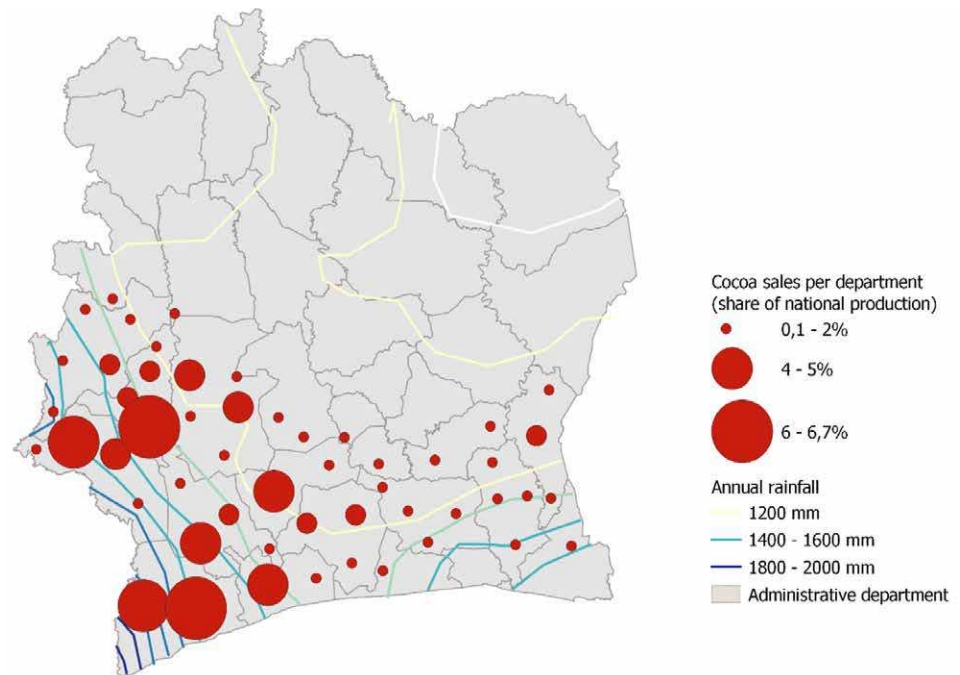 Cocoa sales per department
(share of national production)
0,1 - 2%
4 - 5%
6 - 6,7%
Annual rainfall
1200 mm
1400 - 1600 mm
1800 - 2000 mm
Administrative department